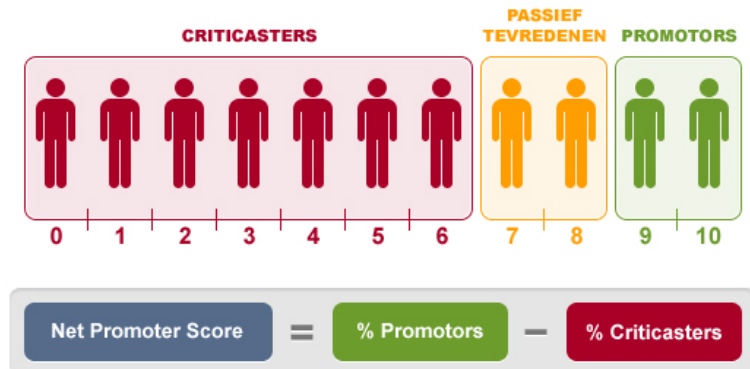 CRITICASTERS
PASSIEF
TEVREDENEN
PROMOTORS
0 1 2 3 4 5 6 7 8 9 10
Net Promoter Score = % Promotors – % Criticasters